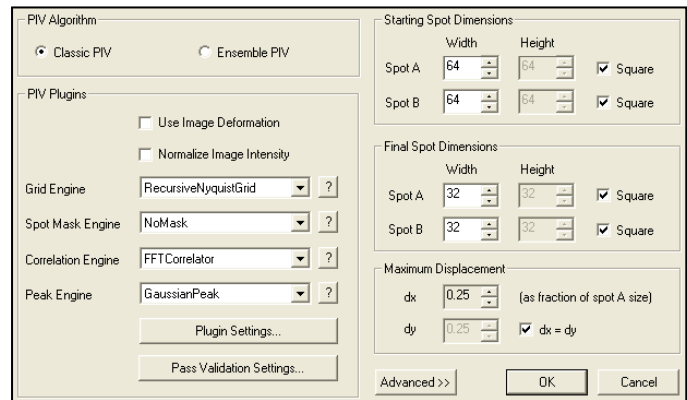 PIV Algorithm
Classic PIV
Ensemble PIV
PIV Plugins
Use Image Deformation
Normalize Image Intensity
Grid Engine RecursiveNyquistGrid ?
Spot Mask Engine NoMask ?
Correlation Engine FFTCorrelator ?
Peak Engine GaussianPeak ?
Plugin Settings...
Pass Validation Settings...
Starting Spot Dimensions
Width Height
Spot A 64 64 Square
Spot B 64 64 Square
Final Spot Dimensions
Width Height
Spot A 32 32 Square
Spot B 32 32 Square
Maximum Displacement
dx 0.25 (as fraction of spot A size)
dy 0.25 dx = dy
Advanced >> OK Cancel